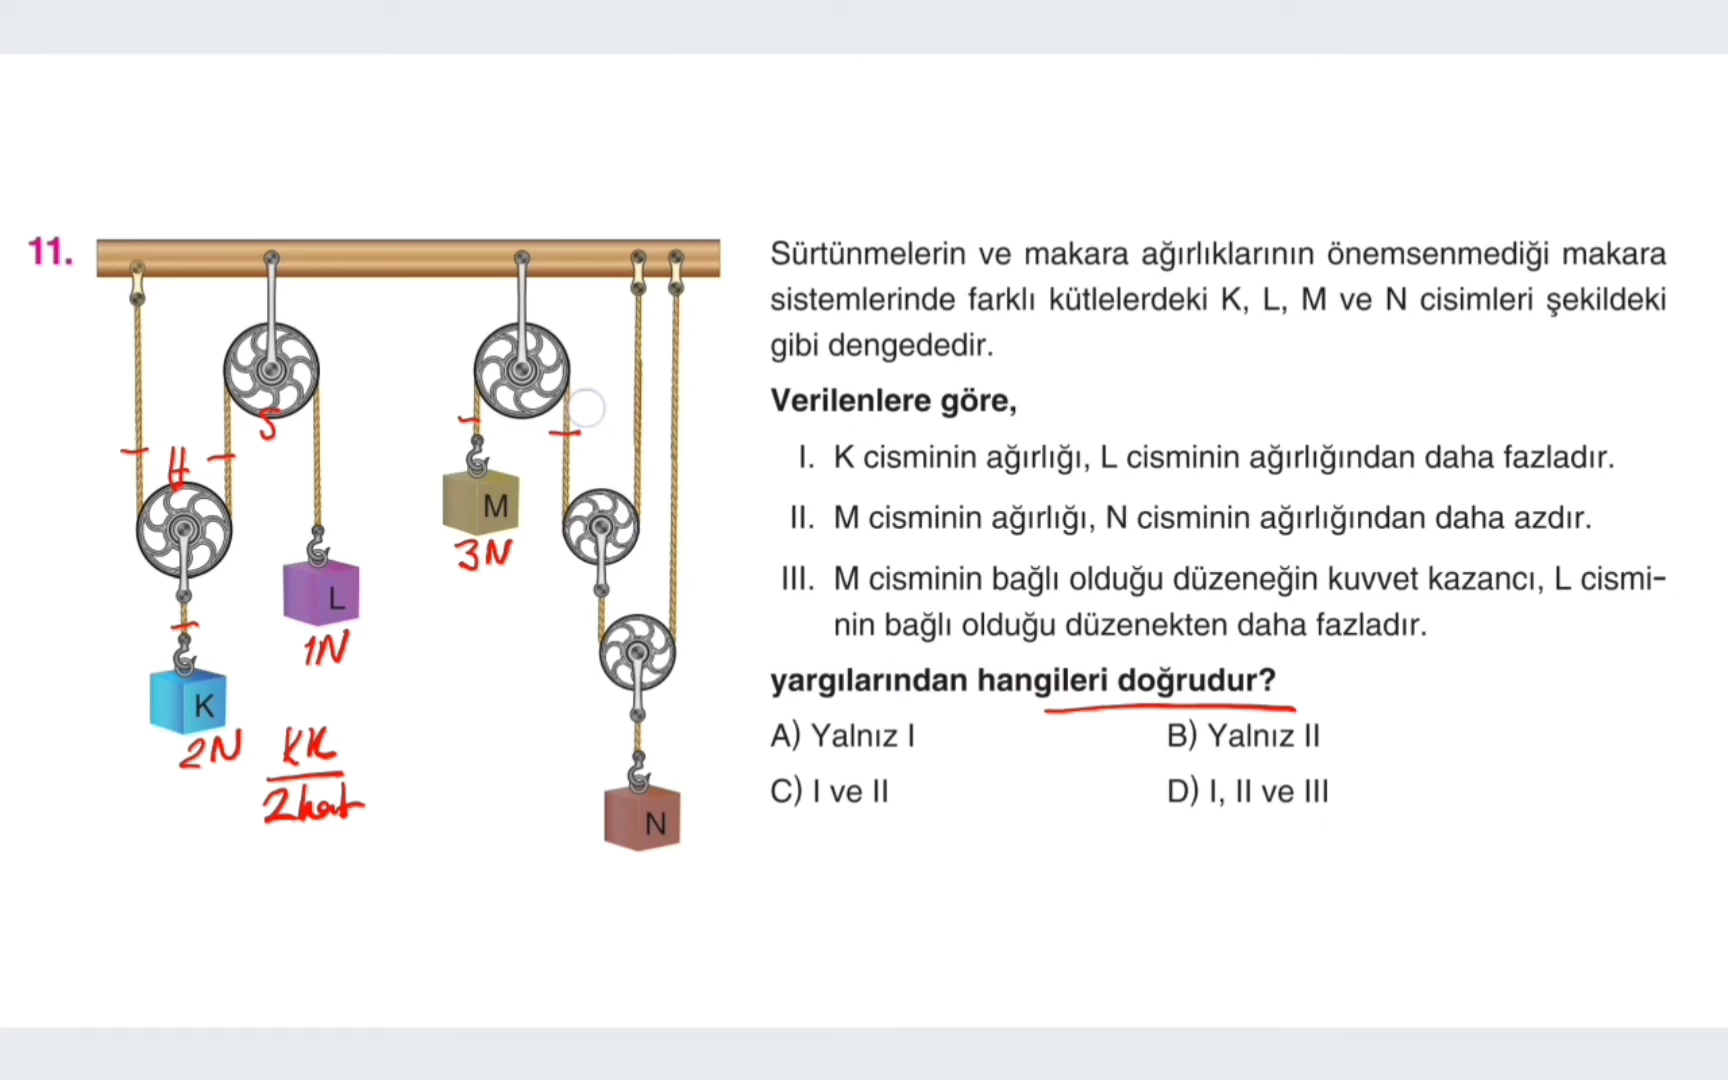 11.
Sürtünmelerin ve makara ağırlıklarının önemsenmediği makara
sistemlerinde farklı kütlelerdeki K, L, M ve N cisimleri şekildeki
gibi dengededir.
Verilenlere göre,
I. K cisminin ağırlığı, L cisminin ağırlığından daha fazladır.
II. M cisminin ağırlığı, N cisminin ağırlığından daha azdır.
III. M cisminin bağlı olduğu düzeneğin kuvvet kazancı, L cismi-
nin bağlı olduğu düzenekten daha fazladır.
yargılarından hangileri doğrudur?
A) Yalnız I
B) Yalnız II
C) I ve II
D) I, II ve III
S
H
M
3N
L
1N
K
2N
KK
2kat
N